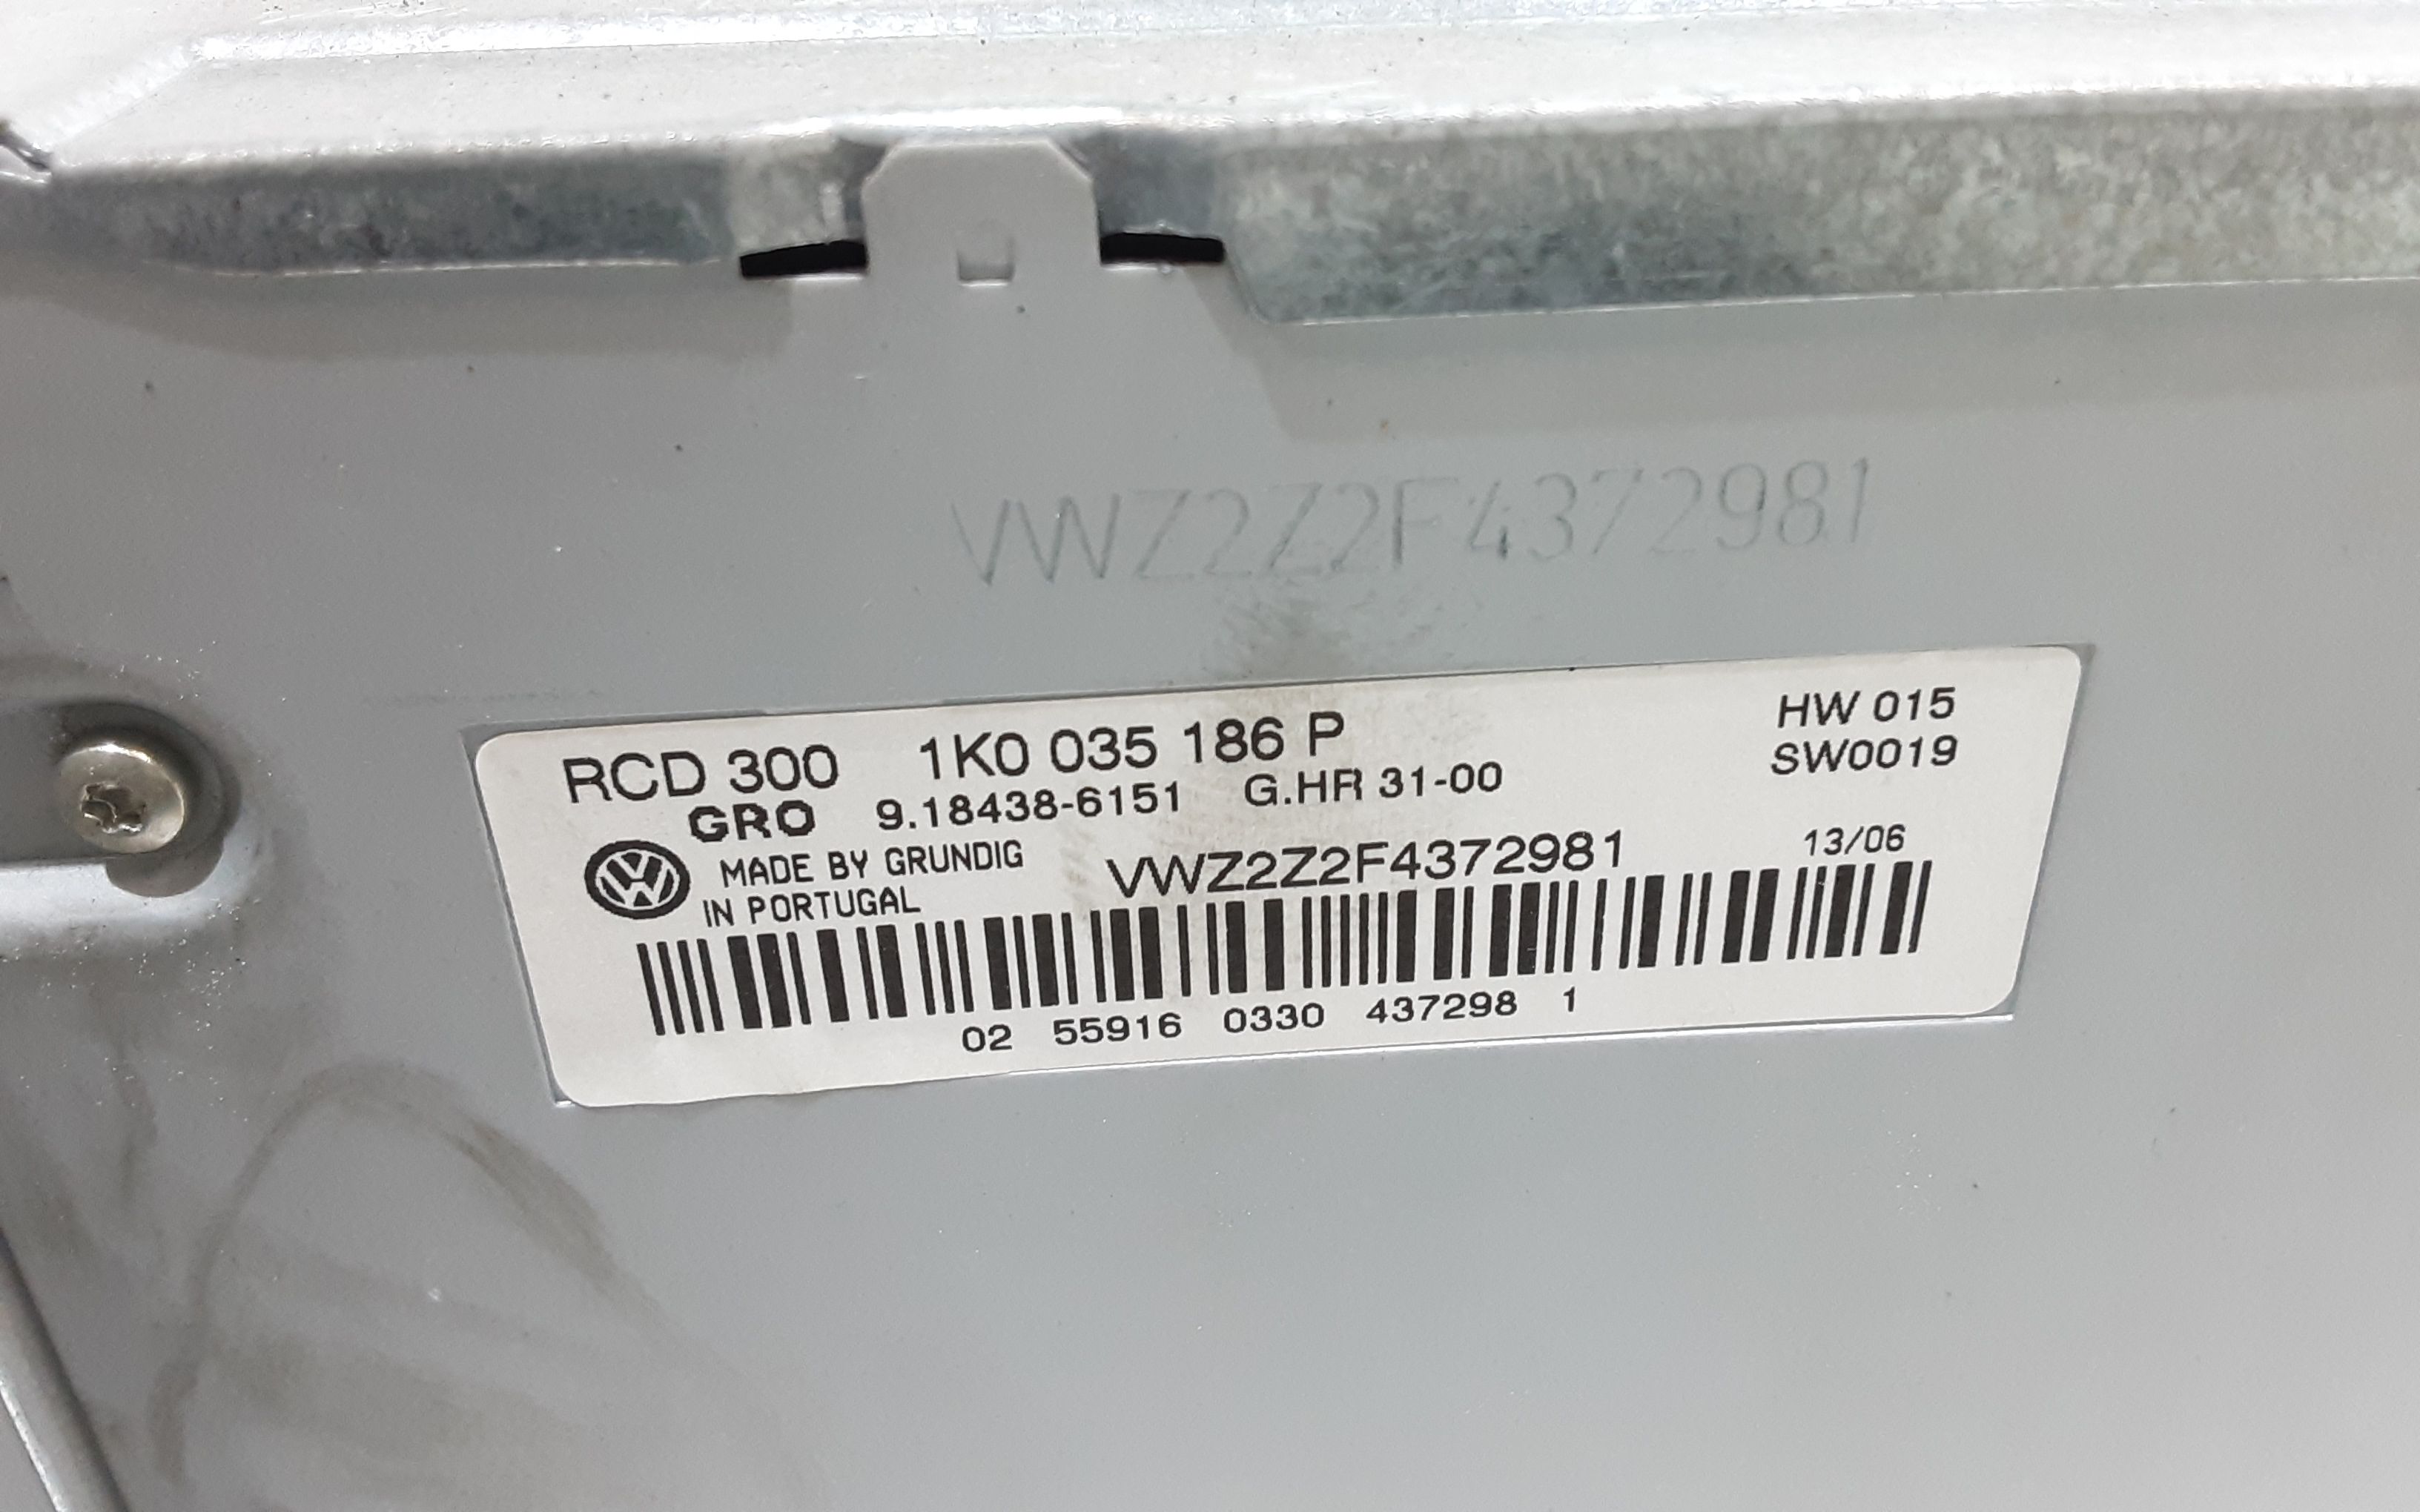 VWZ2Z2F4372981
RCD 300 1K0 035 186 P
HW 015
SW0019
GRO 9.18438-6151 G.HR 31-00
MADE BY GRUNDIG
IN PORTUGAL
VWZ2Z2F4372981
13/06
02 55916 0330 437298 1